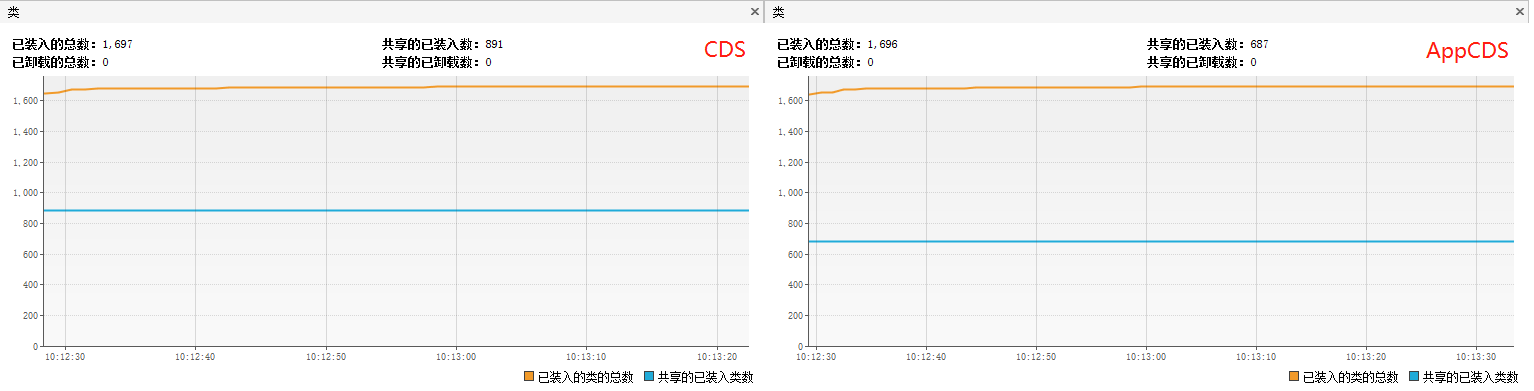 类 ×
已装入的总数：1,697 共享的已装入数：891
已卸载的总数：0 共享的已卸载数：0
CDS
1,600
1,400
1,200
1,000
800
600
400
200
0
10:12:30 10:12:40 10:12:50 10:13:00 10:13:10 10:13:20
已装入的类的总数 共享的已装入类数
类 ×
已装入的总数：1,696 共享的已装入数：687
已卸载的总数：0 共享的已卸载数：0
AppCDS
1,600
1,400
1,200
1,000
800
600
400
200
0
10:12:30 10:12:40 10:12:50 10:13:00 10:13:10 10:13:20 10:13:30
已装入的类的总数 共享的已装入类数